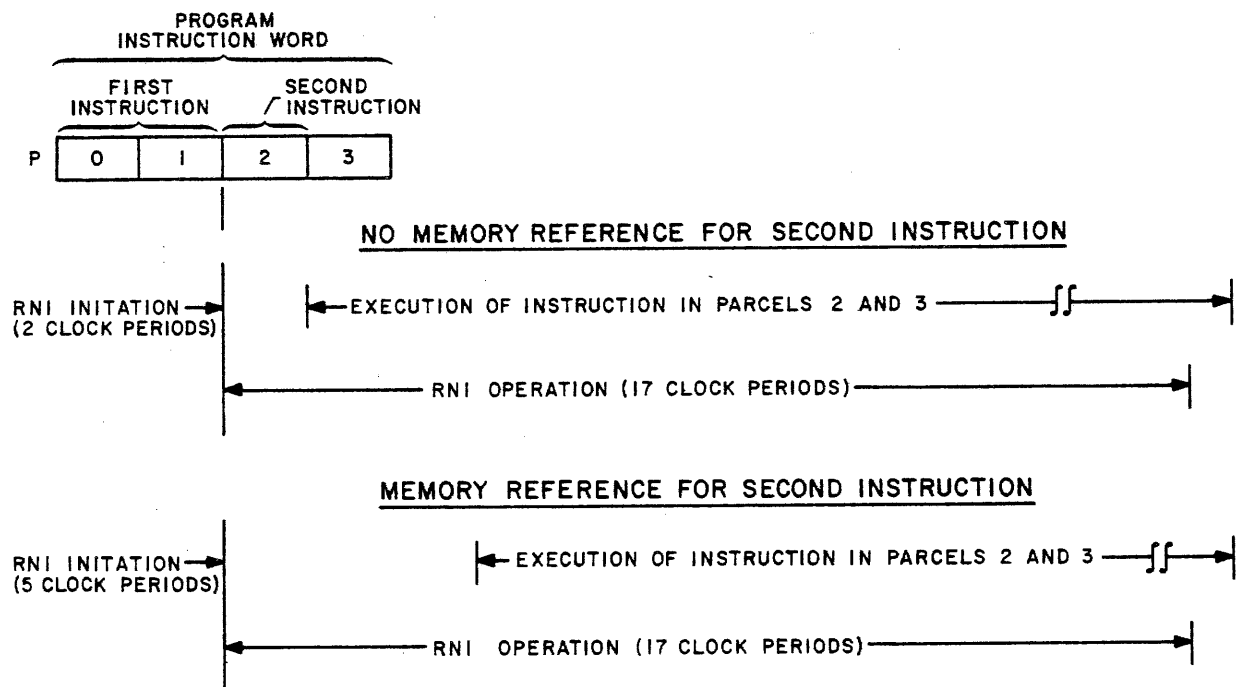 PROGRAM
INSTRUCTION WORD
FIRST
INSTRUCTION
SECOND
INSTRUCTION
P 0 1 2 3
NO MEMORY REFERENCE FOR SECOND INSTRUCTION
RNI INITATION
(2 CLOCK PERIODS)
EXECUTION OF INSTRUCTION IN PARCELS 2 AND 3
RNI OPERATION (17 CLOCK PERIODS)
MEMORY REFERENCE FOR SECOND INSTRUCTION
RNI INITATION
(5 CLOCK PERIODS)
EXECUTION OF INSTRUCTION IN PARCELS 2 AND 3
RNI OPERATION (17 CLOCK PERIODS)